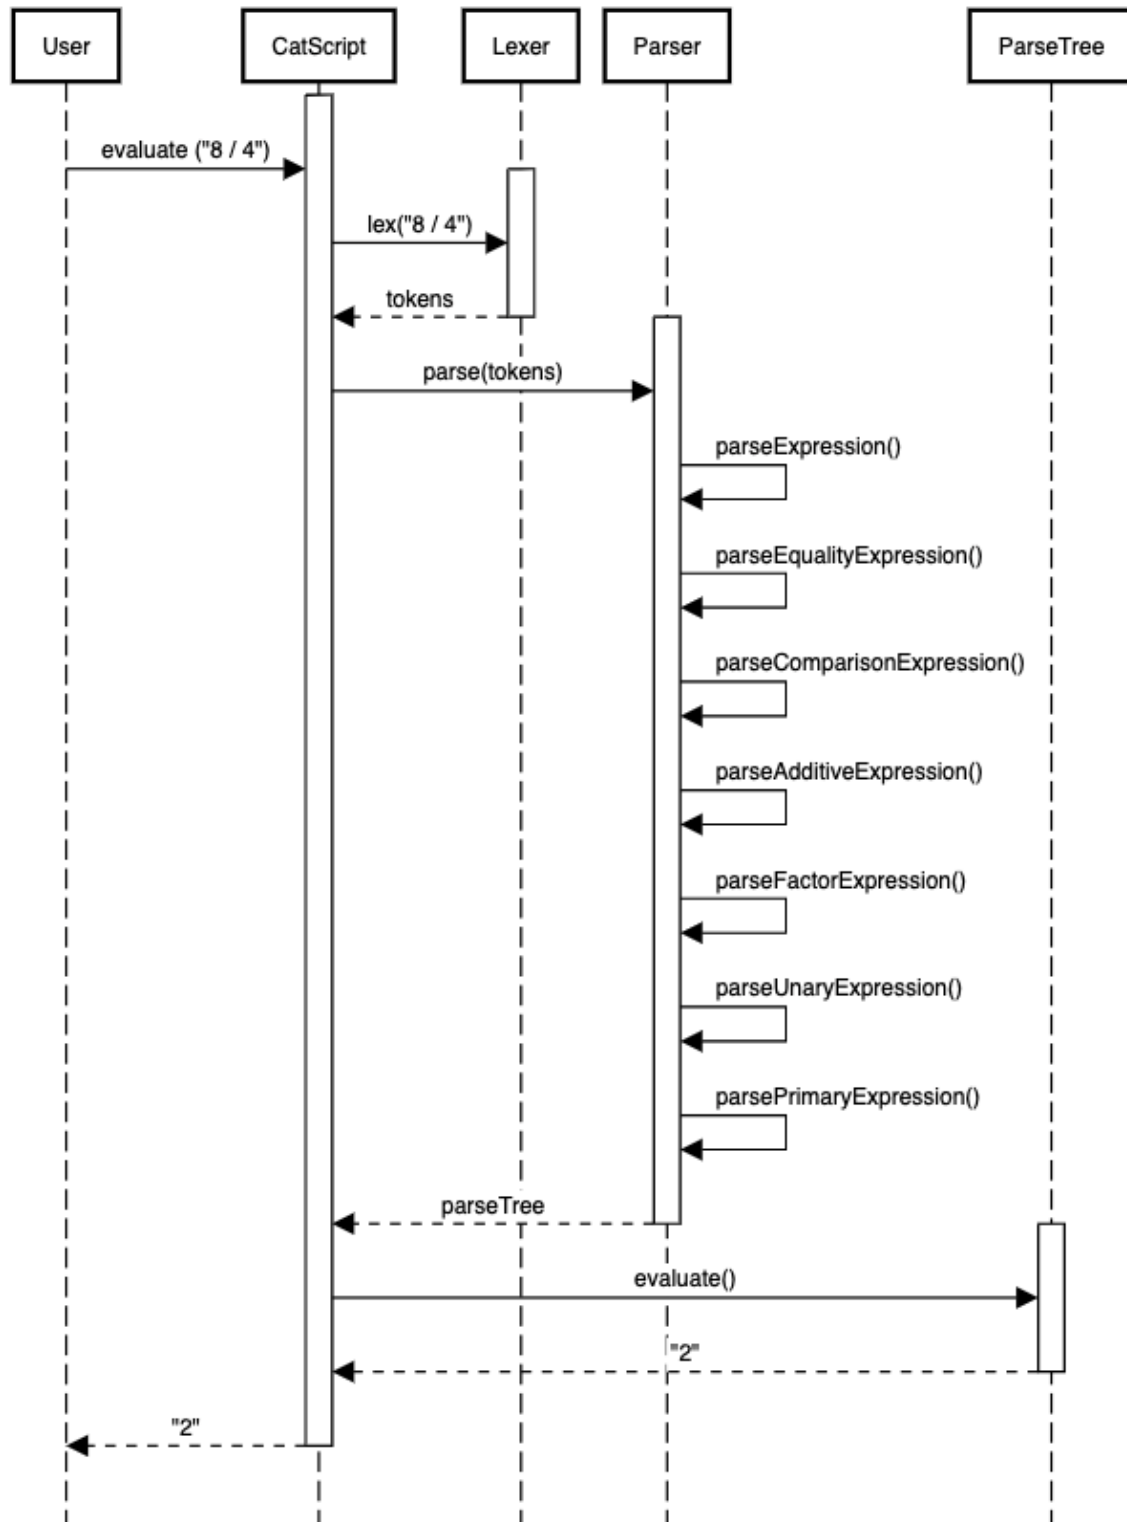 User
CatScript
Lexer
Parser
ParseTree
evaluate ("8 / 4")
lex("8 / 4")
tokens
parse(tokens)
parseExpression()
parseEqualityExpression()
parseComparisonExpression()
parseAdditiveExpression()
parseFactorExpression()
parseUnaryExpression()
parsePrimaryExpression()
parseTree
evaluate()
"2"
"2"